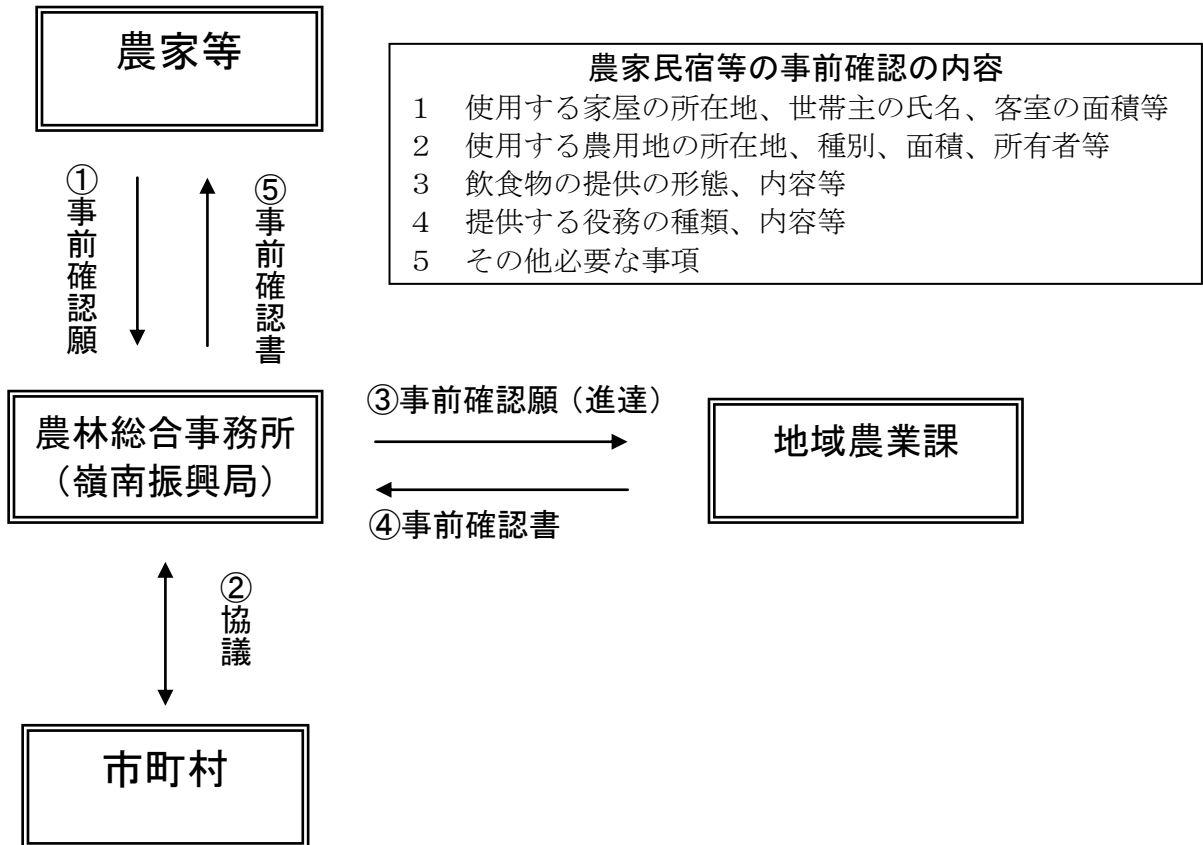 農家等
農家民宿等の事前確認の内容
１　使用する家屋の所在地、世帯主の氏名、客室の面積等
２　使用する農用地の所在地、種別、面積、所有者等
３　飲食物の提供の形態、内容等
４　提供する役務の種類、内容等
５　その他必要な事項
①事前確認願
⑤事前確認書
農林総合事務所
（嶺南振興局）
③事前確認願（進達）
④事前確認書
地域農業課
②協議
市町村